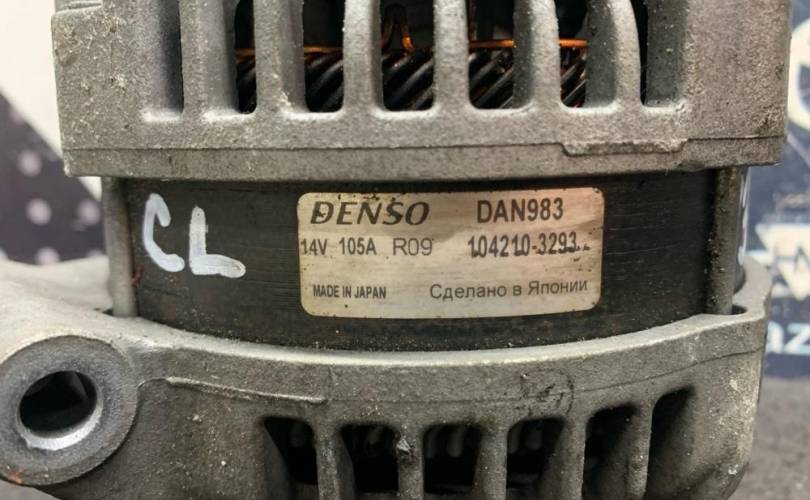 DENSO DAN983
14V 105A R09 104210-3293
MADE IN JAPAN Сделано в Японии
CL